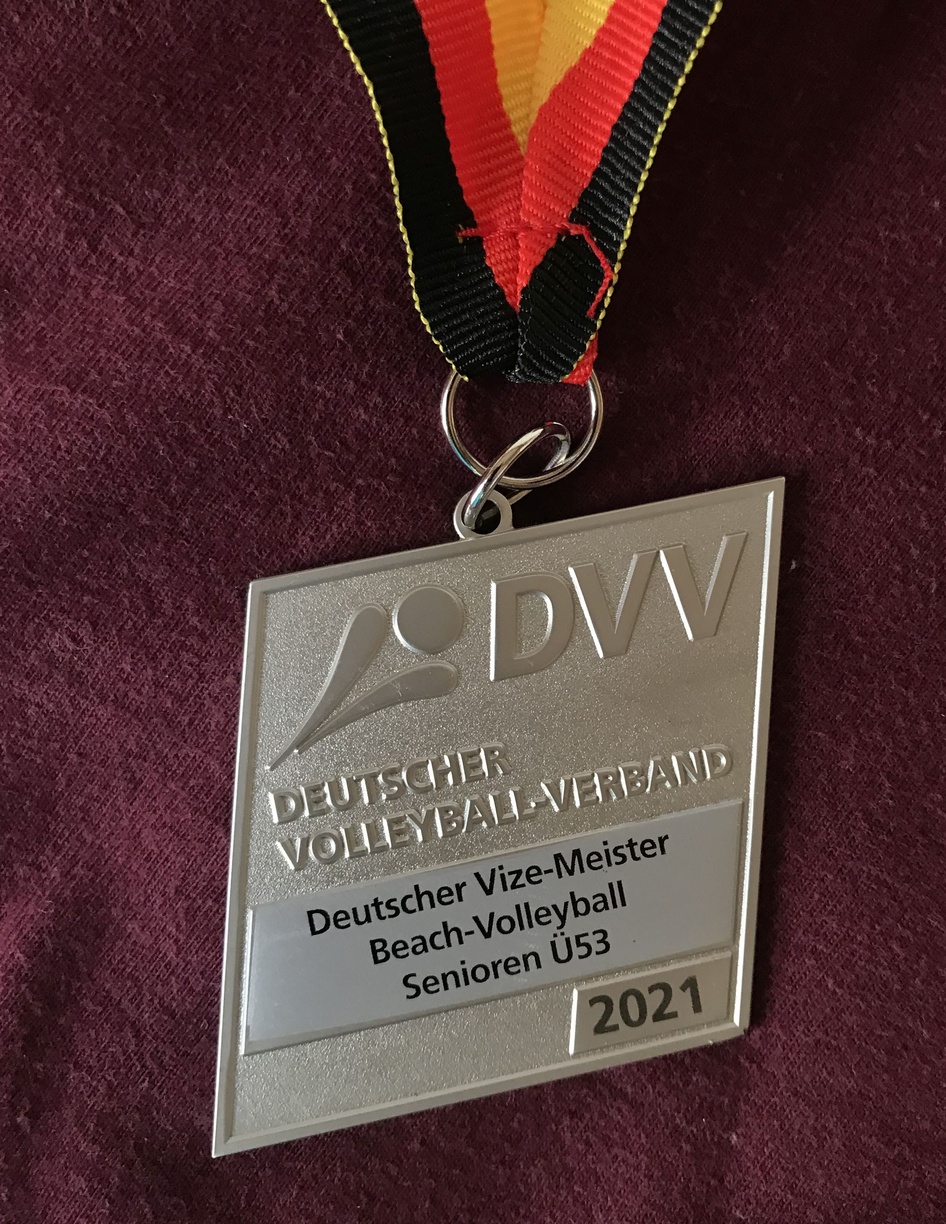 DVV
DEUTSCHER
VOLLEYBALL-VERBAND
Deutscher Vize-Meister
Beach-Volleyball
Senioren Ü53
2021